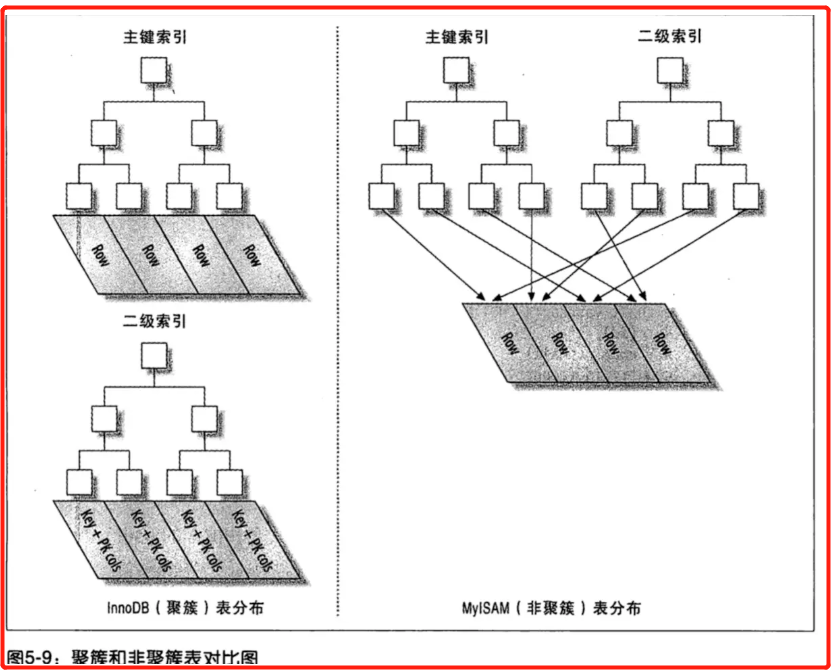 主键索引
Row
Row
Row
Row
二级索引
Key + PK cols
Key + PK cols
Key + PK cols
Key + PK cols
InnoDB（聚簇）表分布
主键索引
二级索引
Row
Row
Row
Row
MyISAM（非聚簇）表分布
图5-9：聚簇和非聚簇表对比图